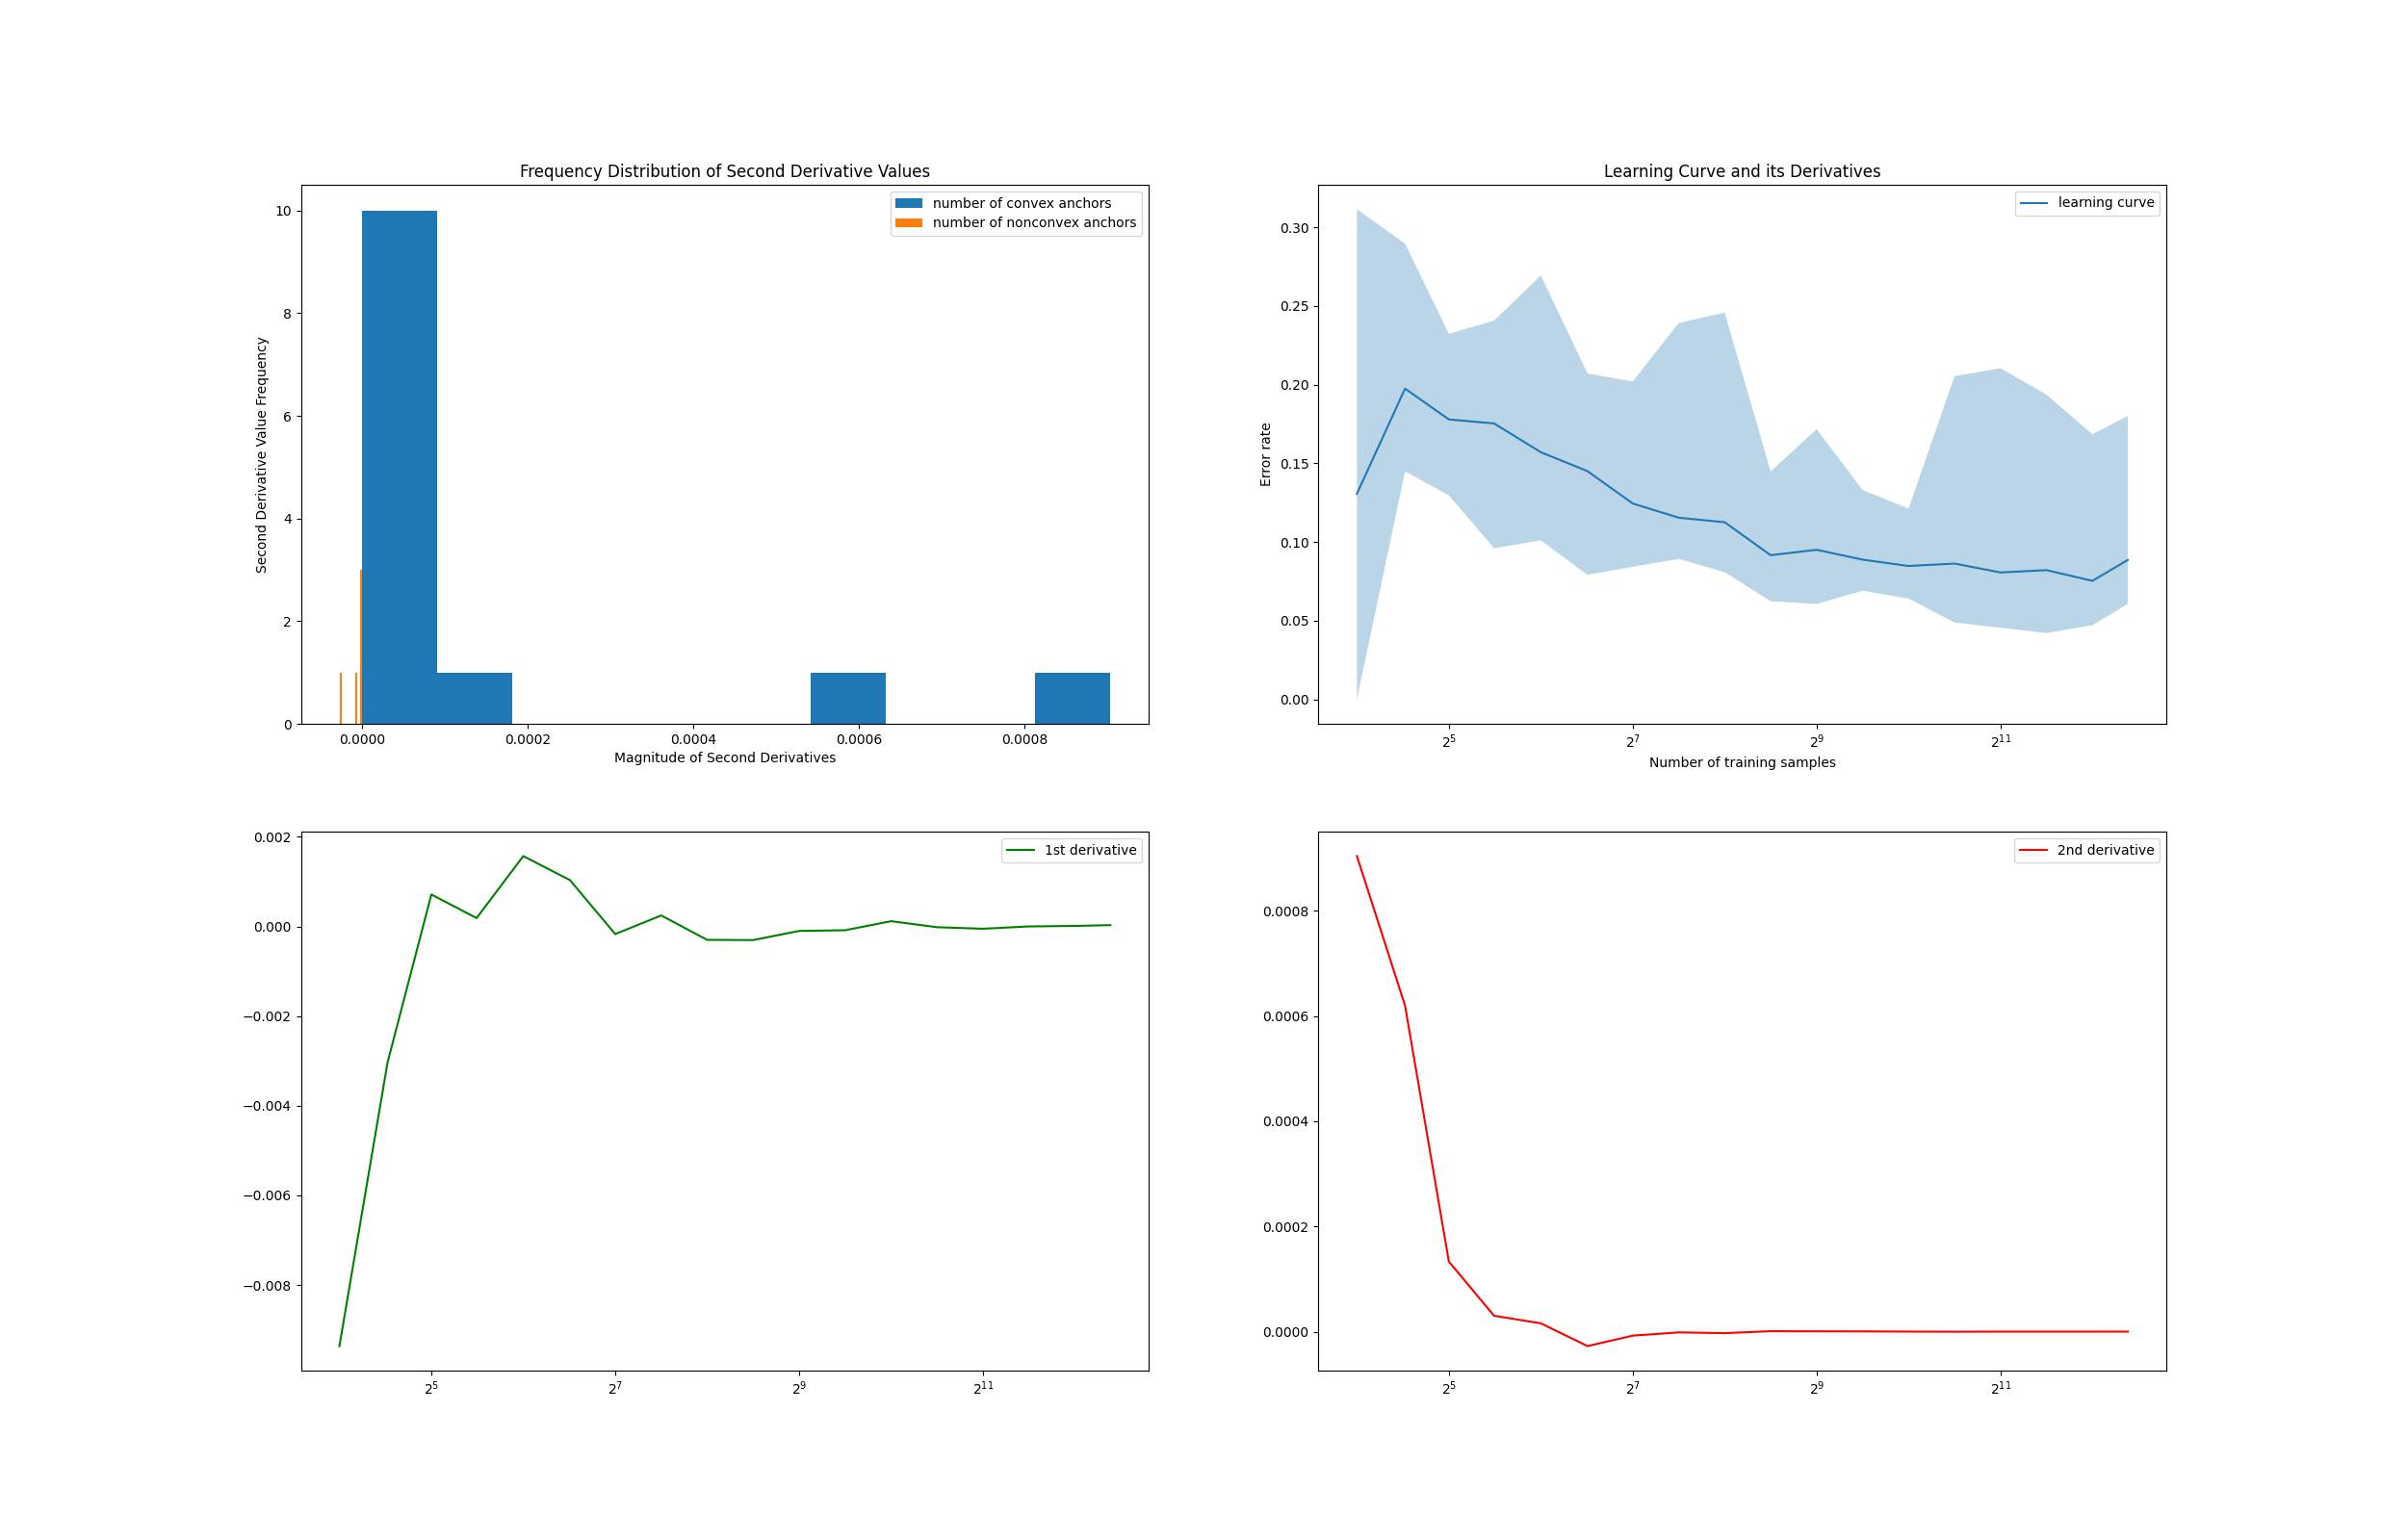 Frequency Distribution of Second Derivative Values
number of convex anchors
number of nonconvex anchors
Second Derivative Value Frequency
10
8
6
4
2
0
0.0000 0.0002 0.0004 0.0006 0.0008
Magnitude of Second Derivatives
Learning Curve and its Derivatives
learning curve
Error rate
0.30
0.25
0.20
0.15
0.10
0.05
0.00
2^5 2^7 2^9 2^11
Number of training samples
1st derivative
0.002
0.000
−0.002
−0.004
−0.006
−0.008
2^5 2^7 2^9 2^11
2nd derivative
0.0008
0.0006
0.0004
0.0002
0.0000
2^5 2^7 2^9 2^11